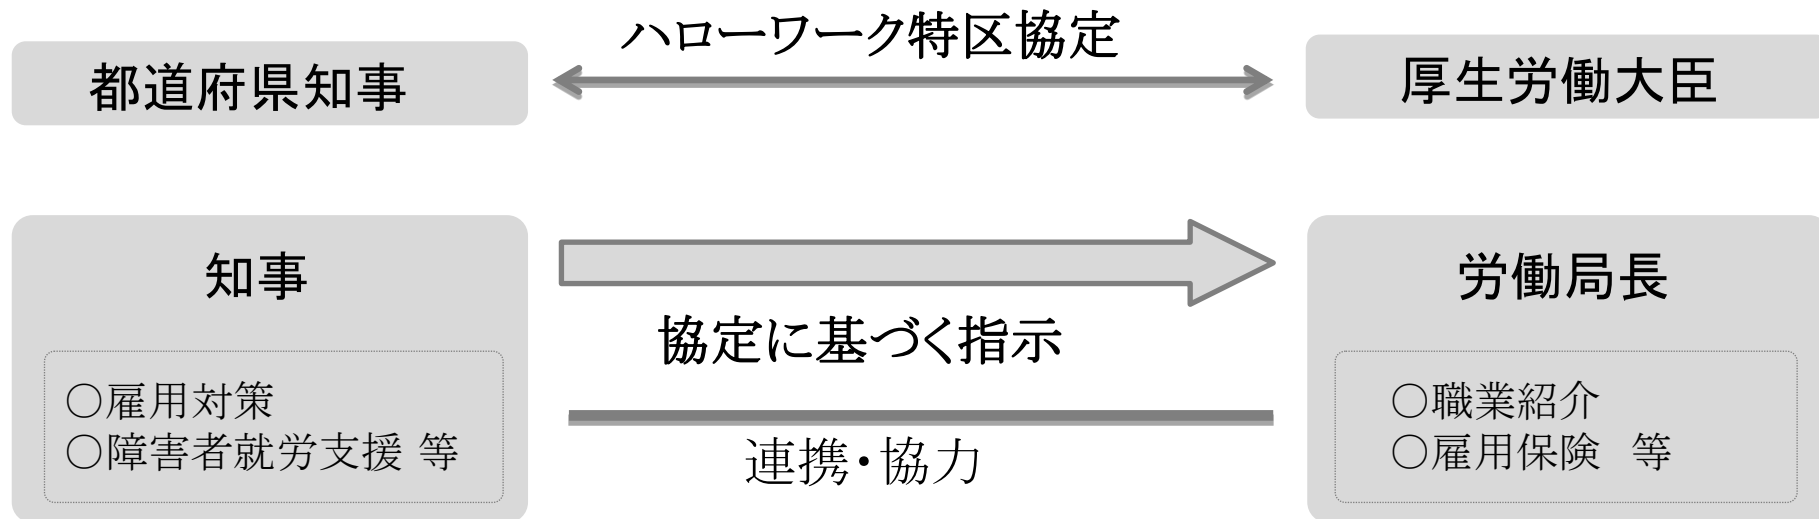 ハローワーク特区協定
都道府県知事
厚生労働大臣
知事
労働局長
協定に基づく指示
○雇用対策
○障害者就労支援 等
連携・協力
○職業紹介
○雇用保険 等